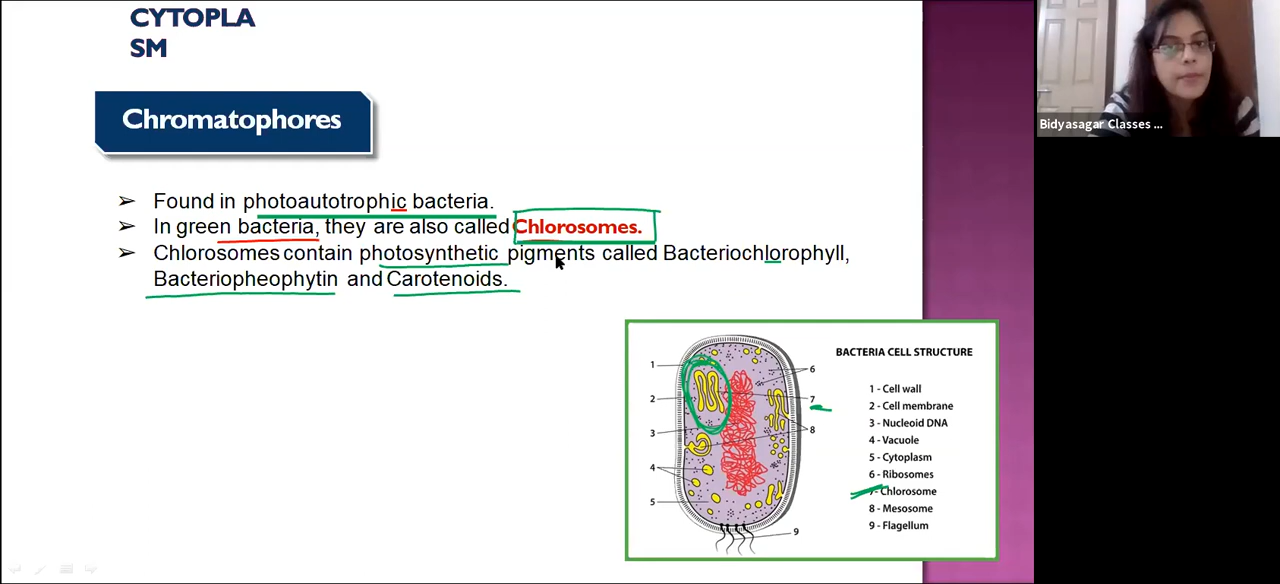 CYTOPLA
SM
Chromatophores
➢ Found in photoautotrophic bacteria.
➢ In green bacteria, they are also called Chlorosomes.
➢ Chlorosomes contain photosynthetic pigments called Bacteriochlorophyll,
Bacteriopheophytin and Carotenoids.
BACTERIA CELL STRUCTURE
1 - Cell wall
2 - Cell membrane
3 - Nucleoid DNA
4 - Vacuole
5 - Cytoplasm
6 - Ribosomes
7 - Chlorosome
8 - Mesosome
9 - Flagellum
1
2
3
4
5
6
7
8
9
Bidyasagar Classes ...